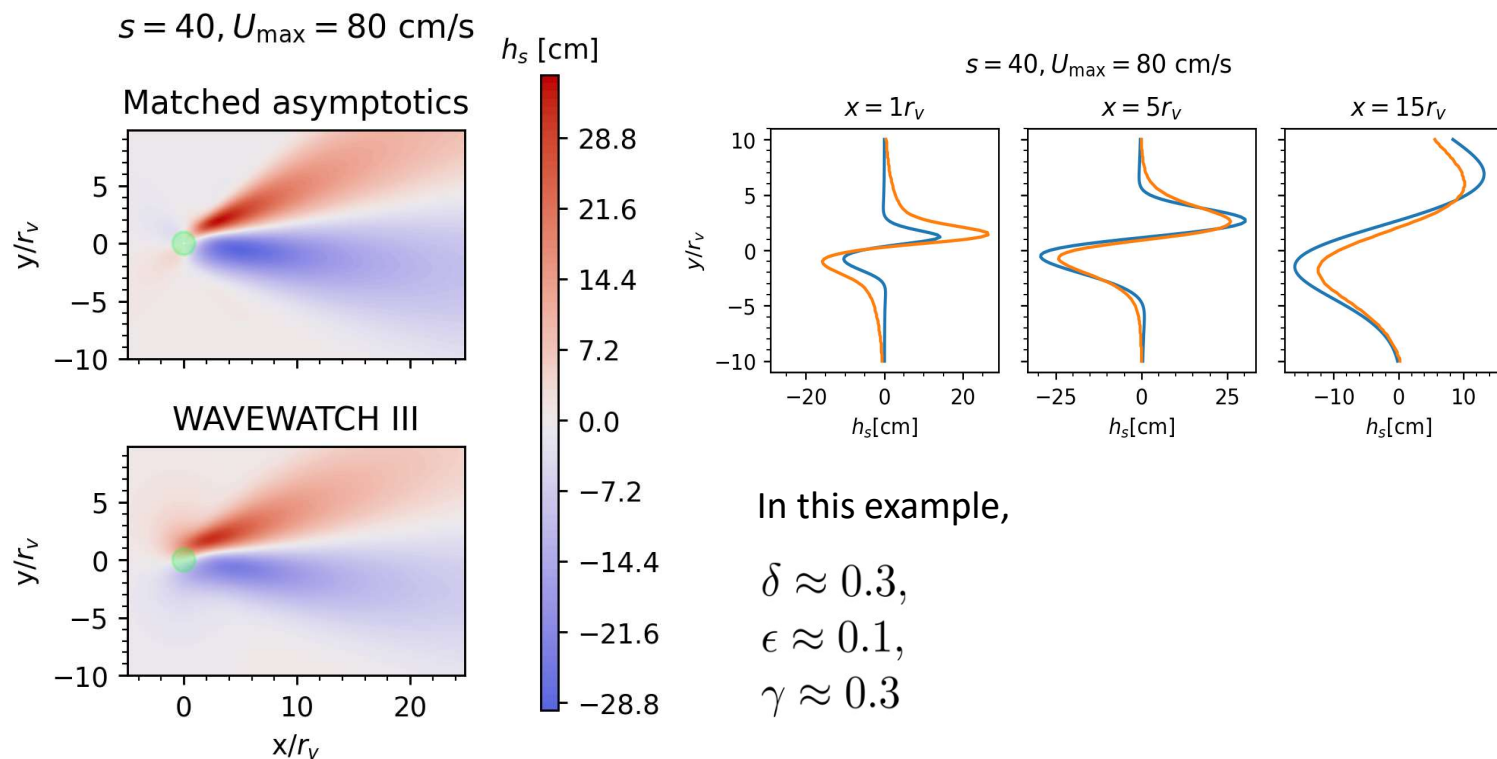 s = 40, U_max = 80 cm/s
h_s [cm]
Matched asymptotics
y/r_v
5
0
−5
−10
WAVEWATCH III
y/r_v
5
0
−5
−10
0 10 20
x/r_v
28.8
21.6
14.4
7.2
0.0
−7.2
−14.4
−21.6
−28.8
s = 40, U_max = 80 cm/s
x = 1r_v x = 5r_v x = 15r_v
y/r_v
10
5
0
−5
−10
−20 0 20
−25 0 25
−10 0 10
h_s[cm] h_s[cm] h_s[cm]
In this example,
δ ≈ 0.3,
ϵ ≈ 0.1,
γ ≈ 0.3